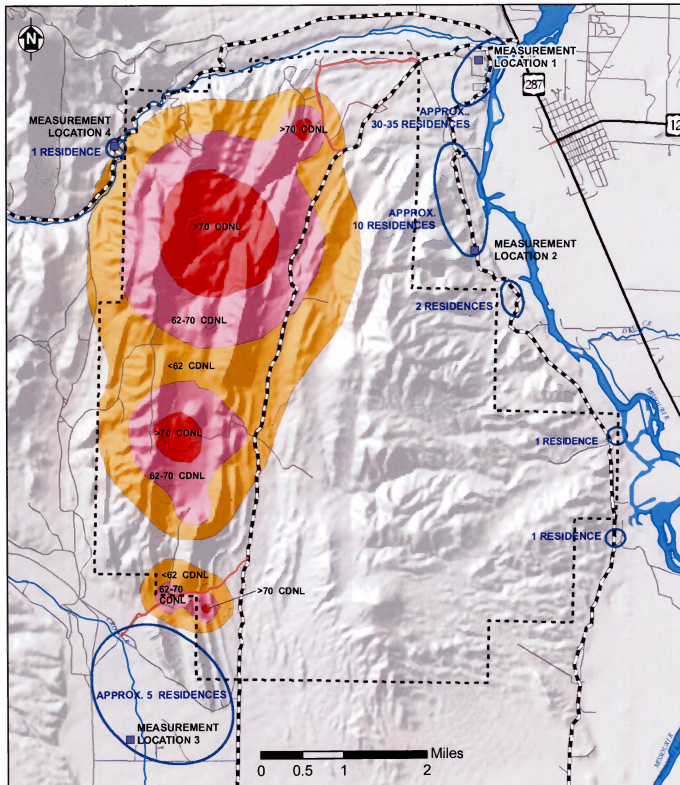 N
MEASUREMENT
LOCATION 1
287
12
APPROX..
30-35 RESIDENCES
MEASUREMENT
LOCATION 4
1 RESIDENCE
>70 CDNL
>70 CDNL
APPROX.
10 RESIDENCES
MEASUREMENT
LOCATION 2
2 RESIDENCES
62-70 CDNL
<62 CDNL
MISSOURI R
>70 CDNL
1 RESIDENCE
62-70 CDNL
1 RESIDENCE
<62 CDNL
62-70
CDNL
>70 CDNL
APPROX. 5 RESIDENCES
MEASUREMENT
LOCATION 3
Miles
0 0.5 1 2
MISSOURI R